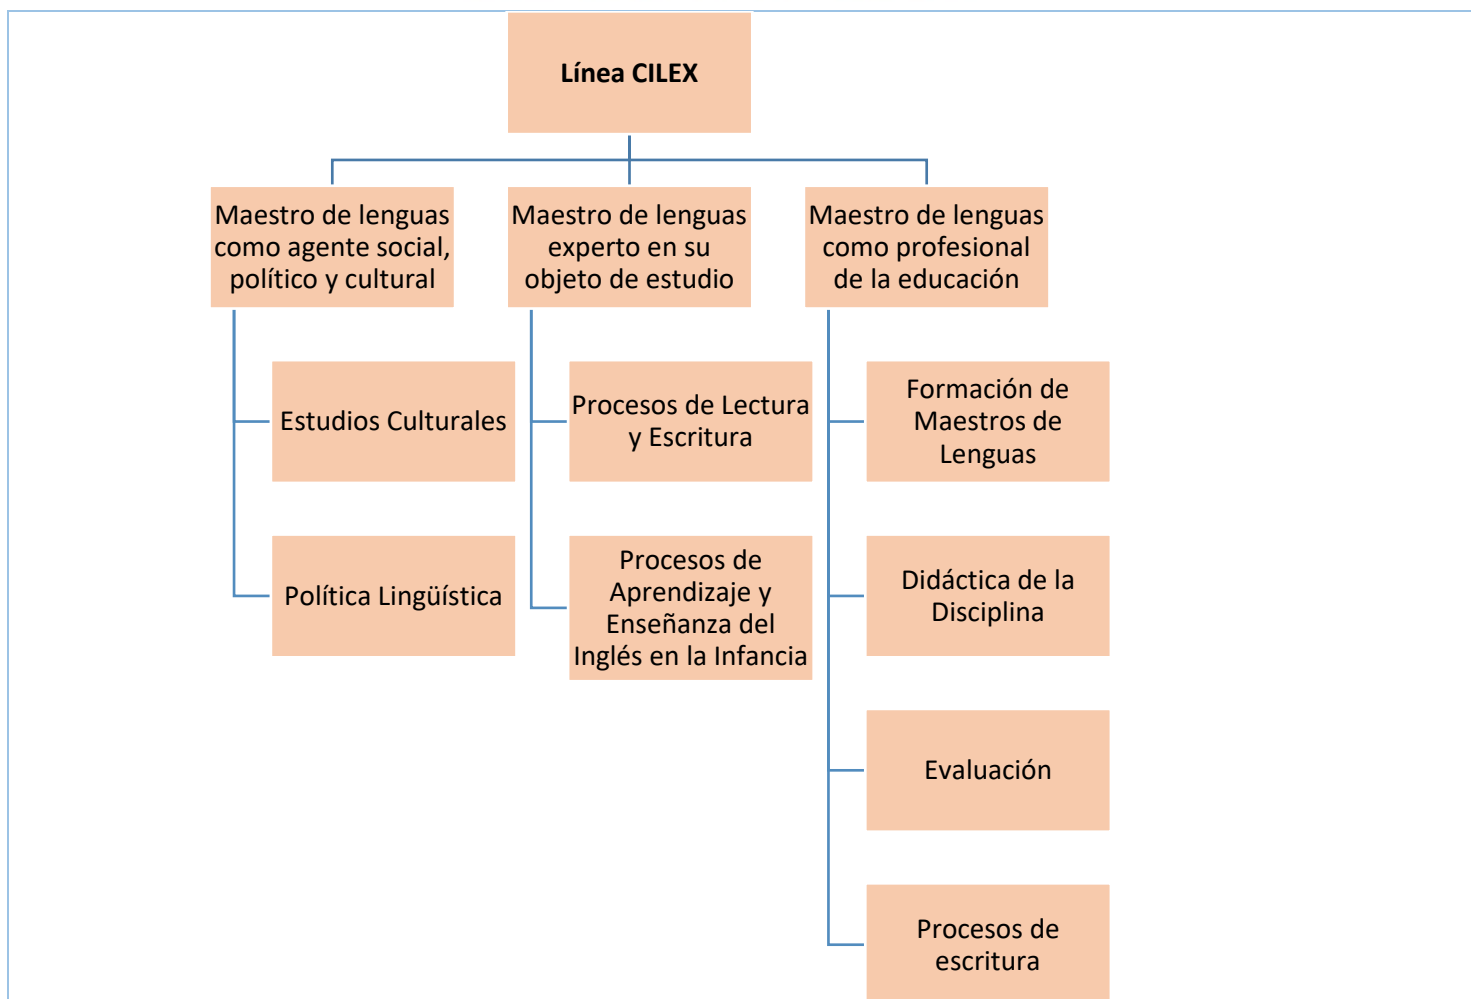 Línea CILEX
Maestro de lenguas
como agente social,
político y cultural
Maestro de lenguas
experto en su
objeto de estudio
Maestro de lenguas
como profesional
de la educación
Estudios Culturales
Política Lingüística
Procesos de Lectura
y Escritura
Procesos de
Aprendizaje y
Enseñanza del
Inglés en la Infancia
Formación de
Maestros de
Lenguas
Didáctica de la
Disciplina
Evaluación
Procesos de
escritura